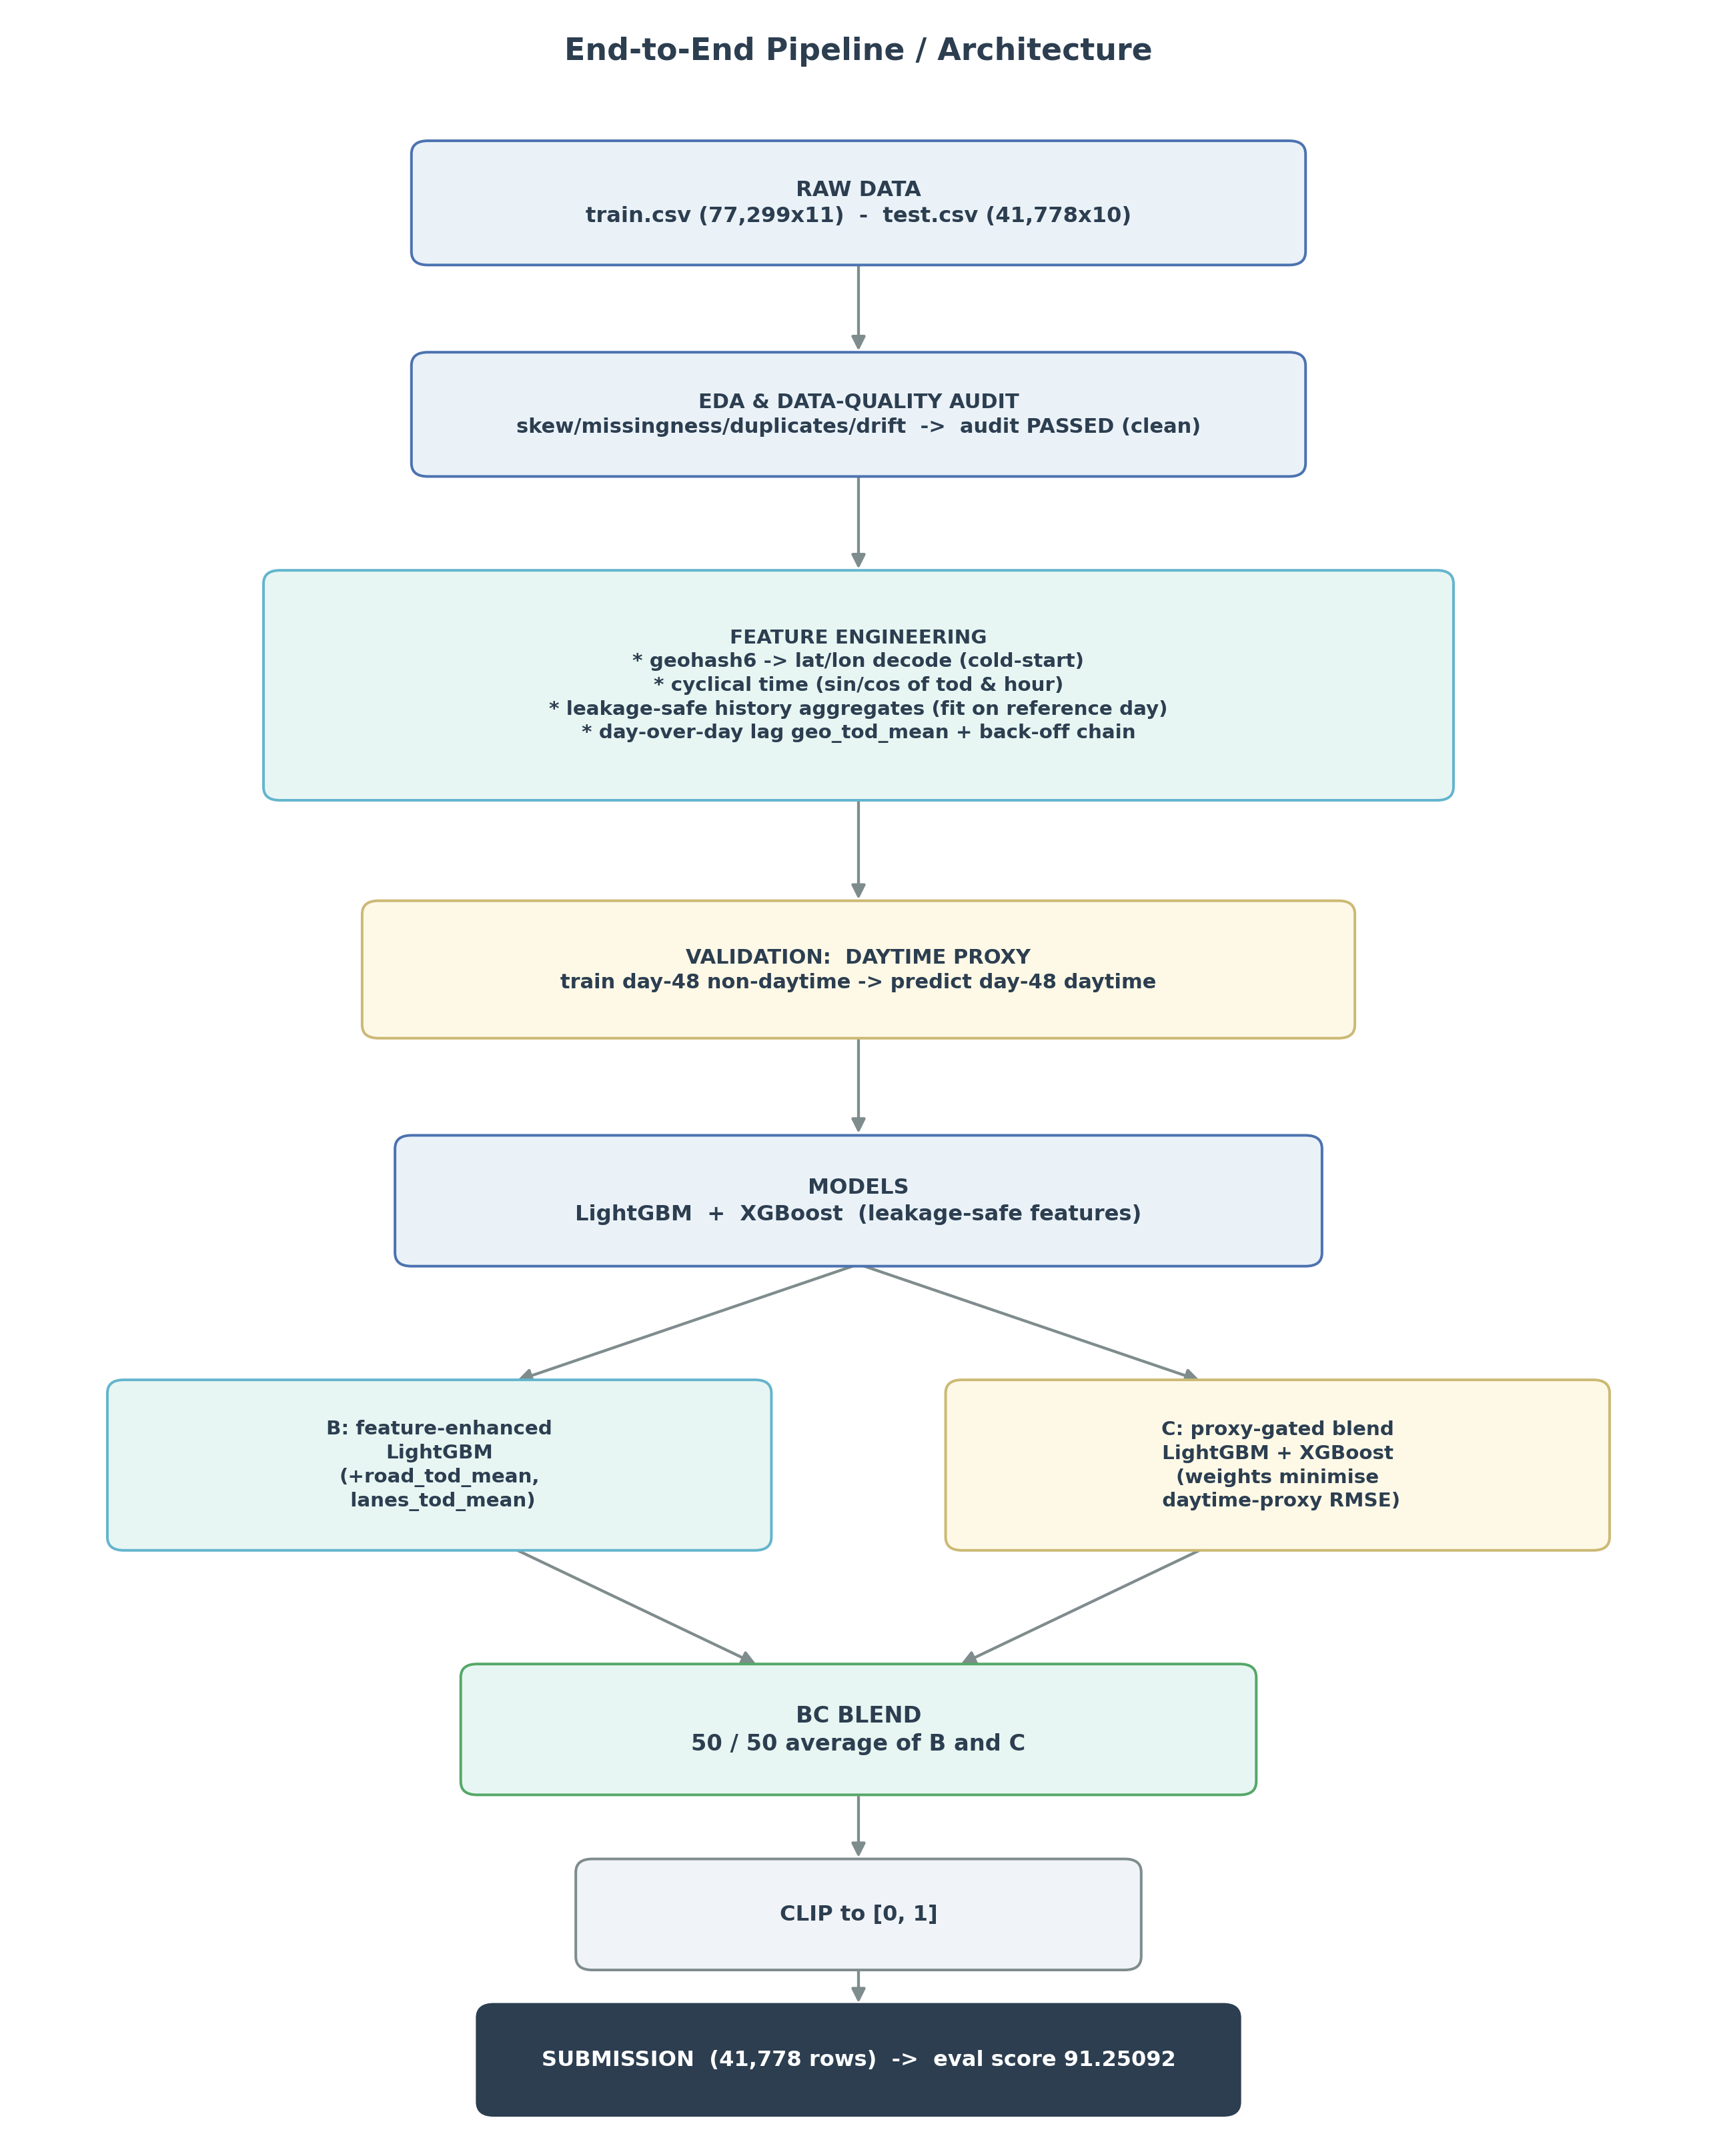 End-to-End Pipeline / Architecture
RAW DATA
train.csv (77,299x11)  -  test.csv (41,778x10)
EDA & DATA-QUALITY AUDIT
skew/missingness/duplicates/drift  ->  audit PASSED (clean)
FEATURE ENGINEERING
* geohash6 -> lat/lon decode (cold-start)
* cyclical time (sin/cos of tod & hour)
* leakage-safe history aggregates (fit on reference day)
* day-over-day lag geo_tod_mean + back-off chain
VALIDATION:  DAYTIME PROXY
train day-48 non-daytime -> predict day-48 daytime
MODELS
LightGBM  +  XGBoost  (leakage-safe features)
B: feature-enhanced
LightGBM
(+road_tod_mean,
lanes_tod_mean)
C: proxy-gated blend
LightGBM + XGBoost
(weights minimise
daytime-proxy RMSE)
BC BLEND
50 / 50 average of B and C
CLIP to [0, 1]
SUBMISSION  (41,778 rows)  ->  eval score 91.25092